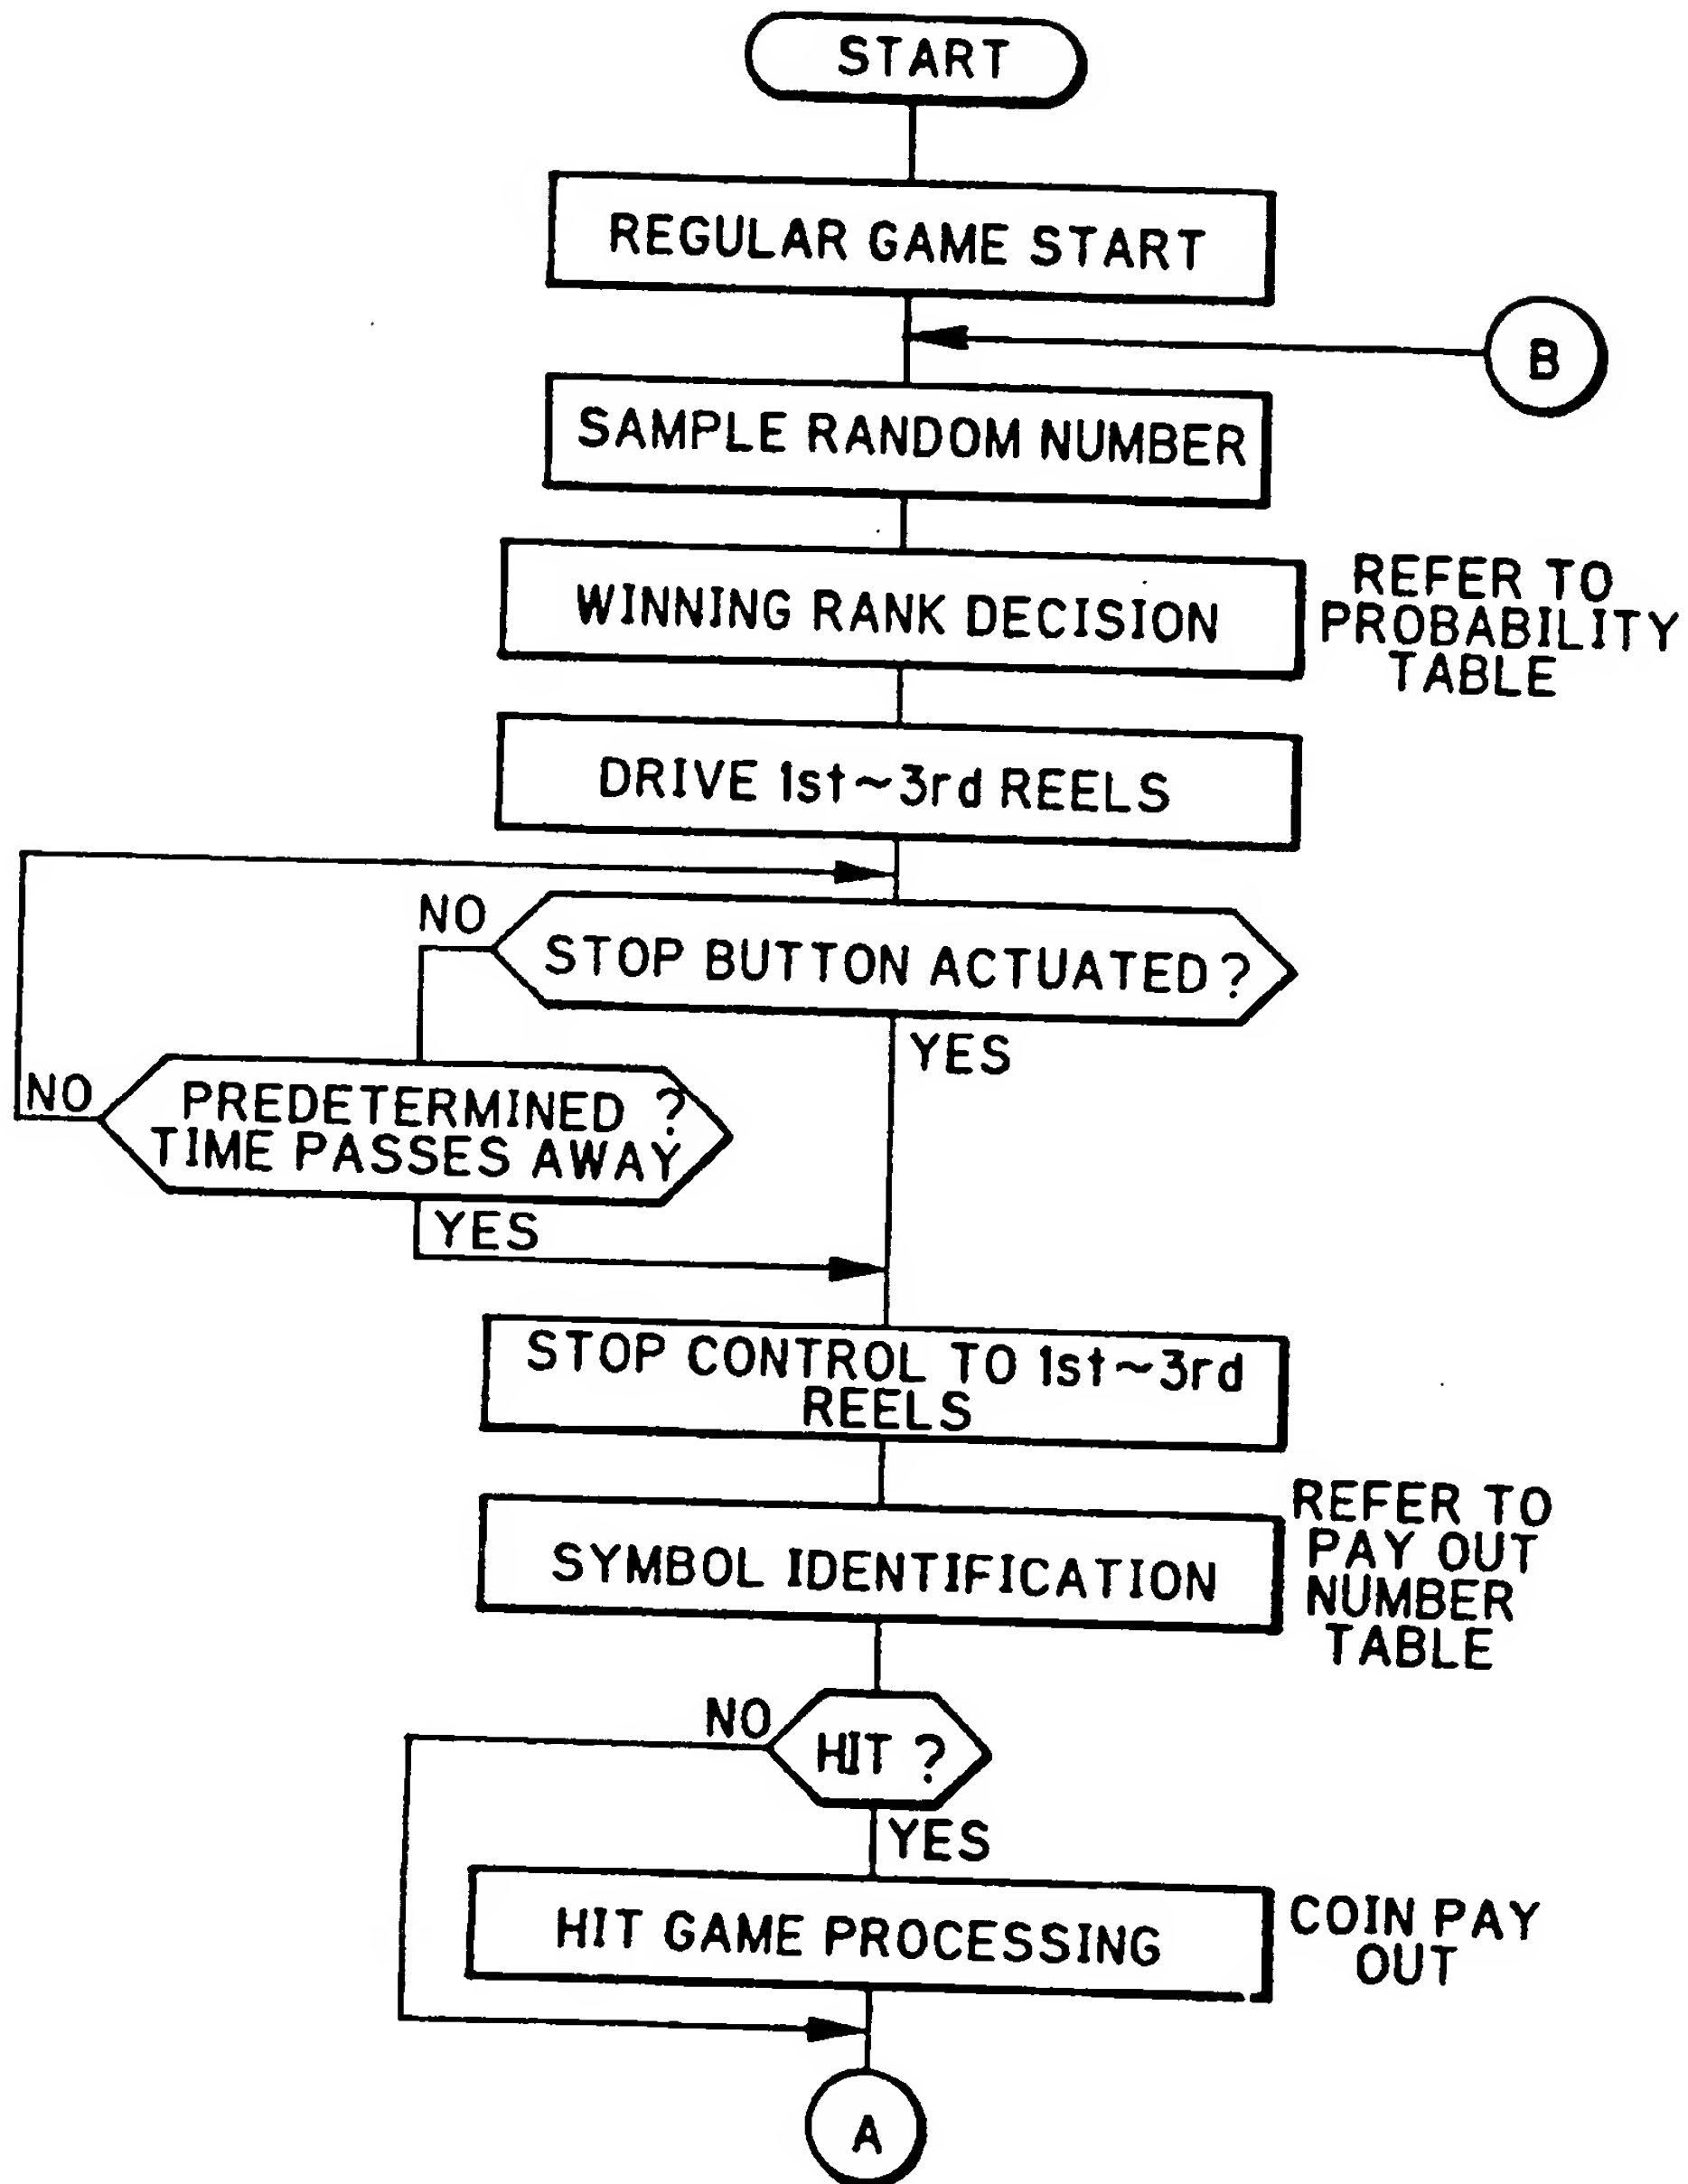 START
REGULAR GAME START
B
SAMPLE RANDOM NUMBER
WINNING RANK DECISION
REFER TO
PROBABILITY
TABLE
DRIVE 1st~3rd REELS
NO
STOP BUTTON ACTUATED?
YES
NO
PREDETERMINED ?
TIME PASSES AWAY
YES
STOP CONTROL TO 1st~3rd
REELS
SYMBOL IDENTIFICATION
REFER TO
PAY OUT
NUMBER
TABLE
NO
HIT ?
YES
HIT GAME PROCESSING
COIN PAY
OUT
A